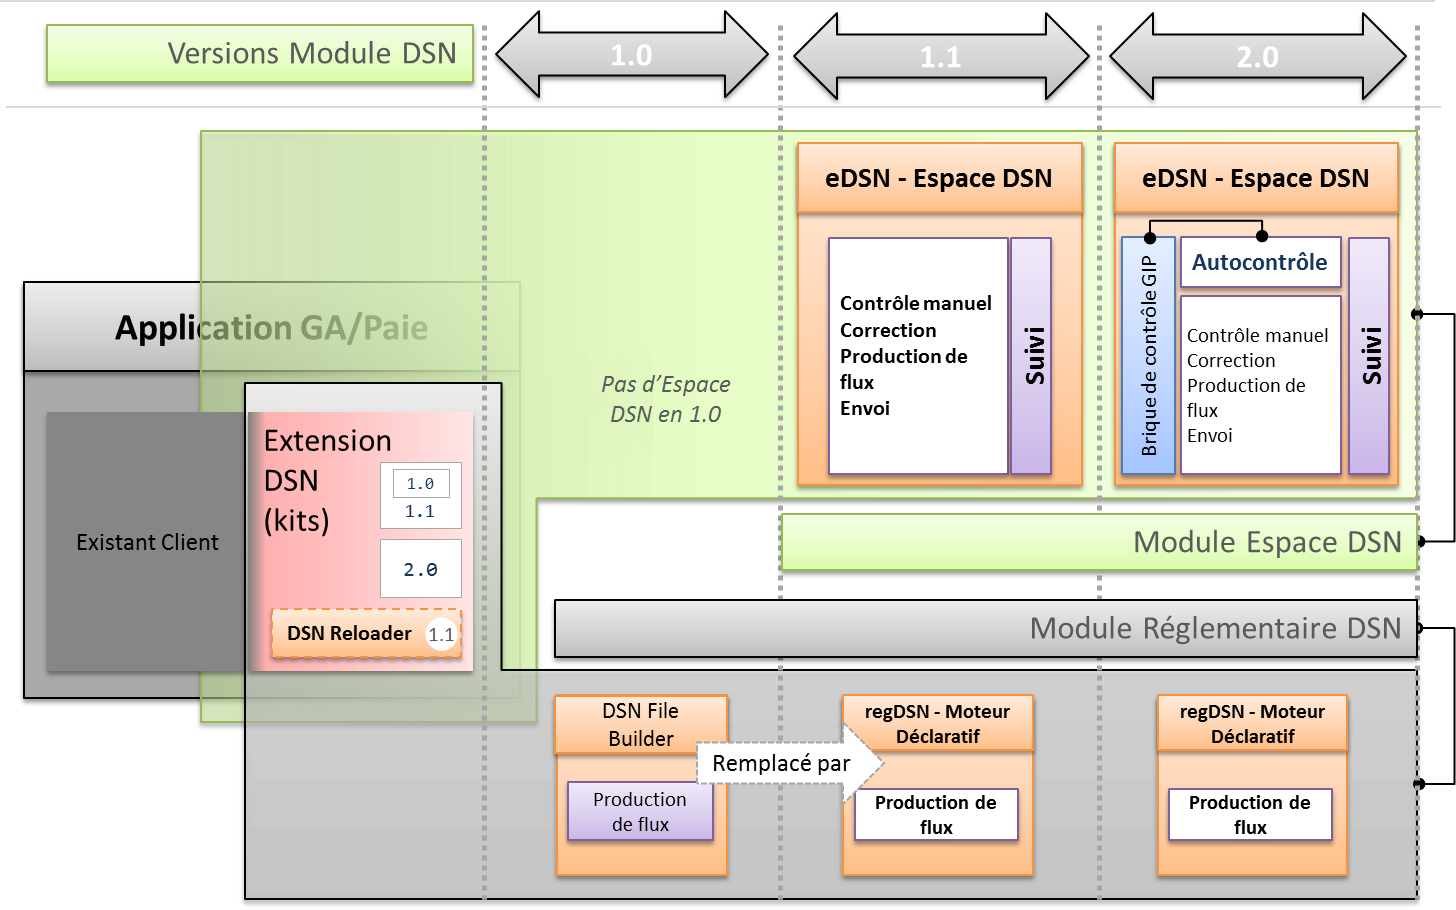 Versions Module DSN
1.0
1.1
2.0
eDSN - Espace DSN
eDSN - Espace DSN
Contrôle manuel
Correction
Production de
flux
Envoi
Suivi
Brique de contrôle GIP
Autocontrôle
Contrôle manuel
Correction
Production de
flux
Envoi
Suivi
Application GA/Paie
Pas d’Espace
DSN en 1.0
Existant Client
Extension
DSN
(kits)
1.0
1.1
2.0
DSN Reloader 1.1
Module Espace DSN
Module Réglementaire DSN
DSN File
Builder
Production
de flux
Remplacé par
regDSN - Moteur
Déclaratif
Production de
flux
regDSN - Moteur
Déclaratif
Production de
flux